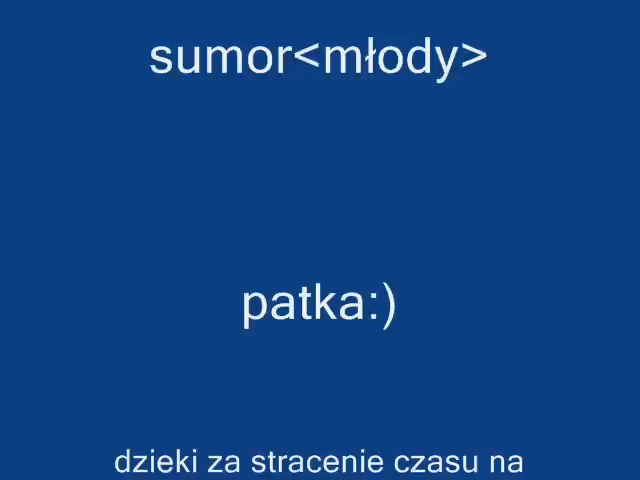 sumor<młody>
patka:)
dzieki za stracenie czasu na